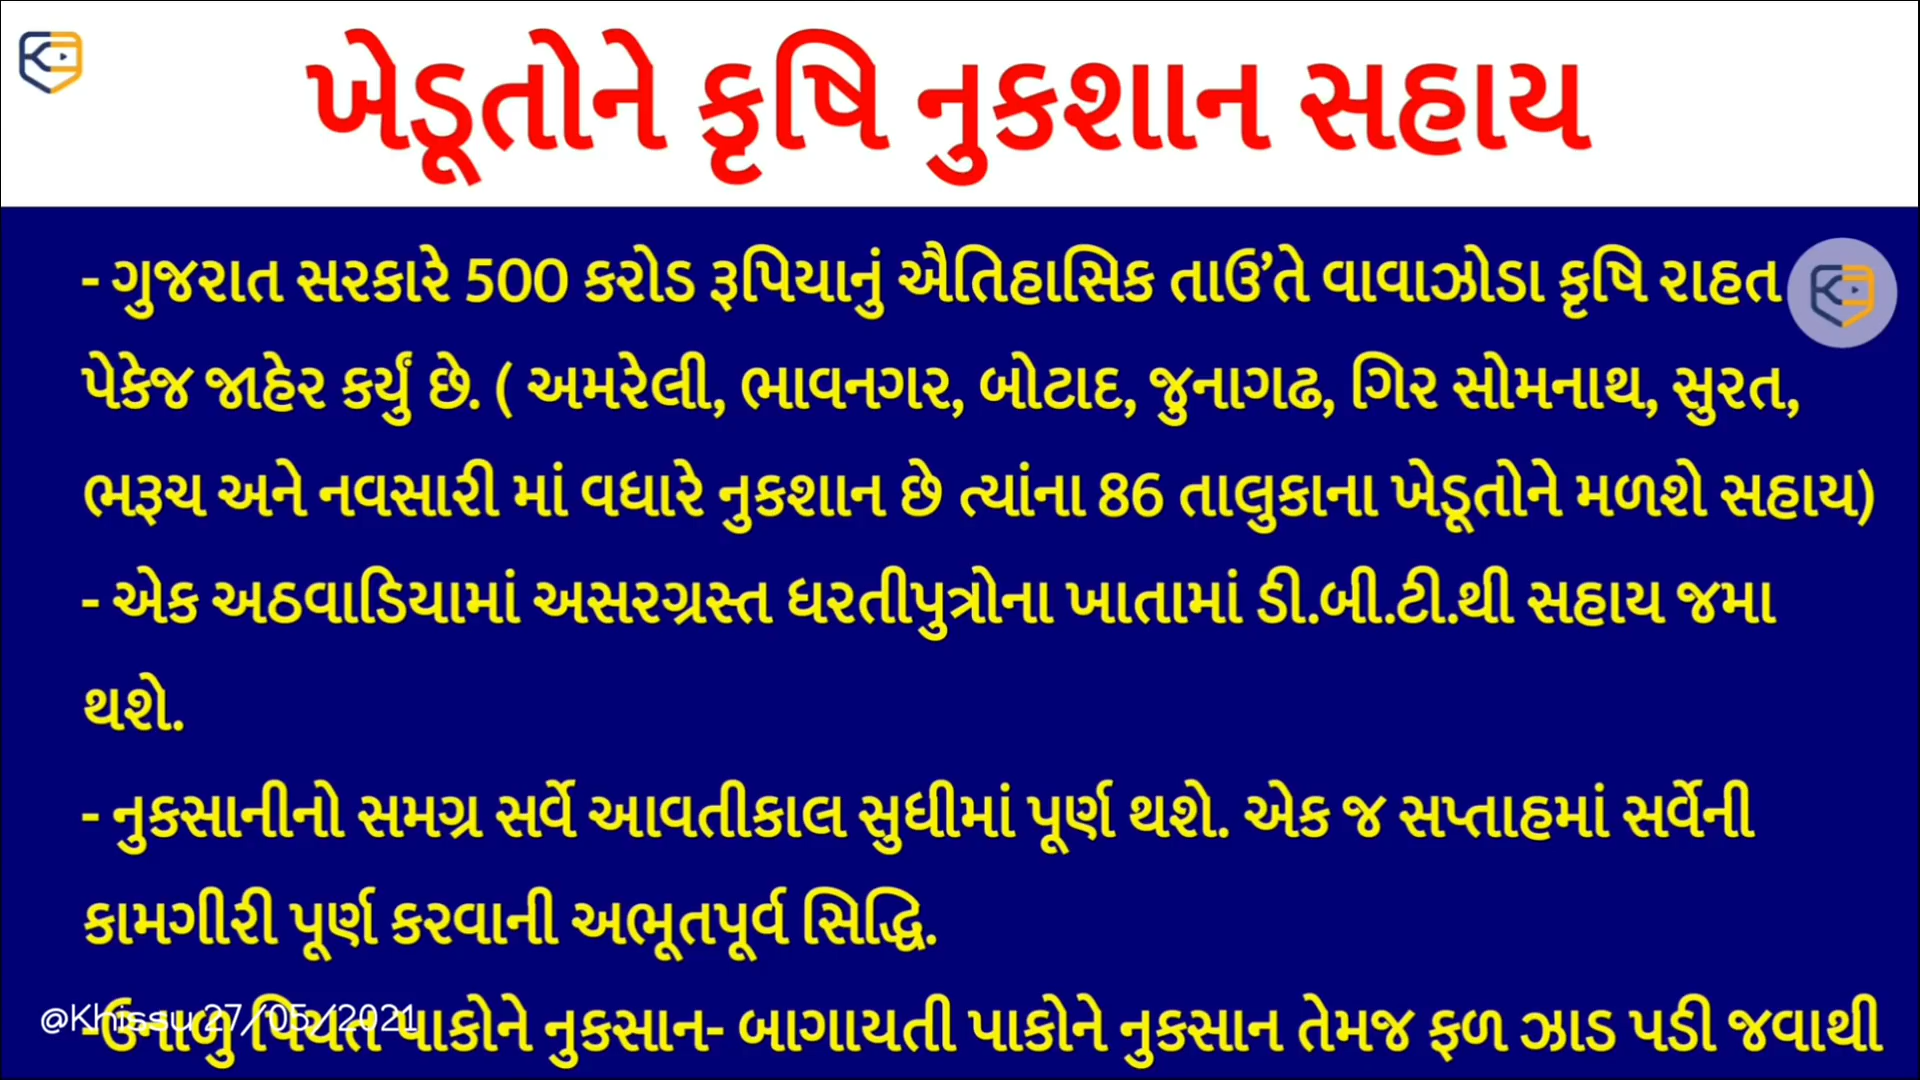 ખેડૂતોને કૃષિ નુકશાન સહાય
- ગુજરાત સરકારે 500 કરોડ રૂપિયાનું ઐતિહાસિક તાઉ’તે વાવાઝોડા કૃષિ રાહત
પેકેજ જાહેર કર્યું છે. ( અમરેલી, ભાવનગર, બોટાદ, જુનાગઢ, ગિર સોમનાથ, સુરત,
ભરૂચ અને નવસારી માં વધારે નુકશાન છે ત્યાંના 86 તાલુકાના ખેડૂતોને મળશે સહાય)
- એક અઠવાડિયામાં અસરગ્રસ્ત ધરતીપુત્રોના ખાતામાં ડી.બી.ટી.થી સહાય જમા
થશે.
- નુકસાનીનો સમગ્ર સર્વે આવતીકાલ સુધીમાં પૂર્ણ થશે. એક જ સપ્તાહમાં સર્વેની
કામગીરી પૂર્ણ કરવાની અભૂતપૂર્વ સિદ્ધિ.
-ઉનાળુ પિયત પાકોને નુકસાન- બાગાયતી પાકોને નુકસાન તેમજ ફળ ઝાડ પડી જવાથી
@Khissu 27/05/2021